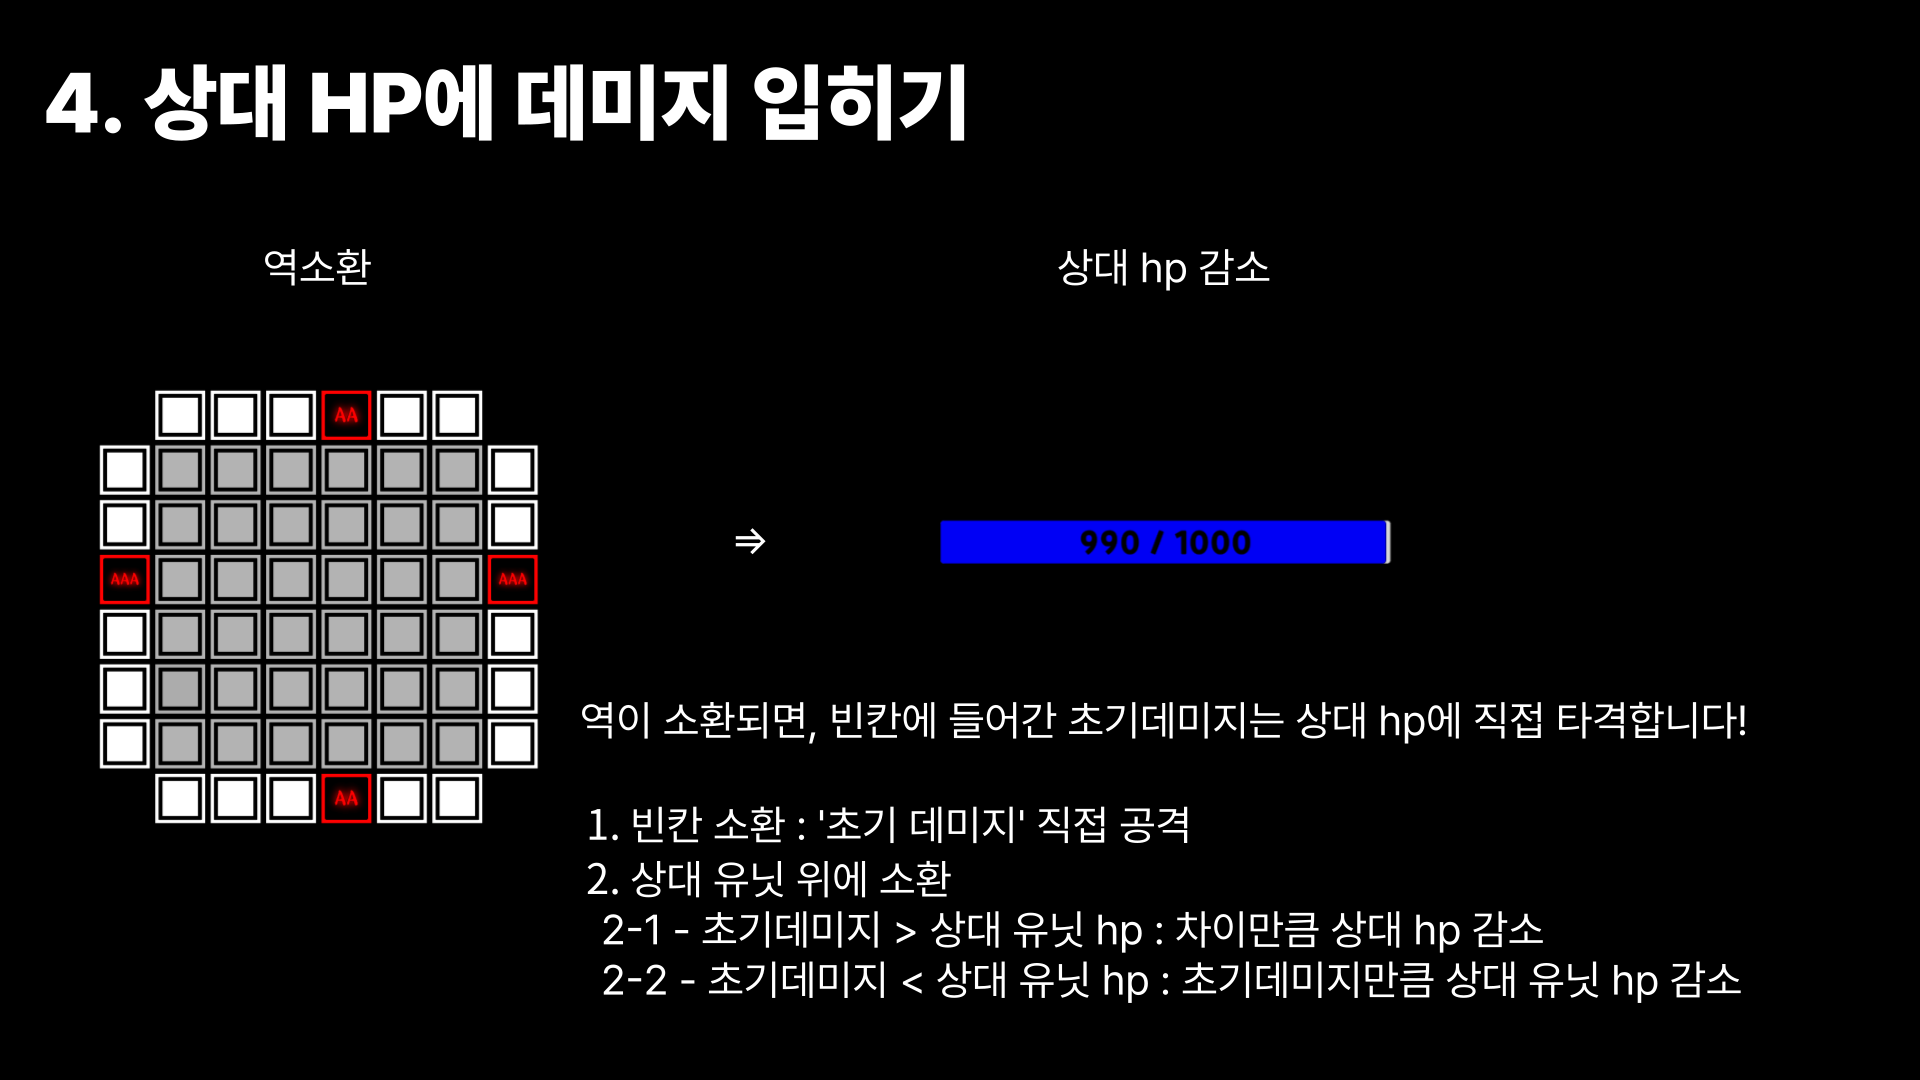 4. 상대 HP에 데미지 입히기
역소환
상대 hp 감소
AA
AAA
AAA
AA
⇒
990 / 1000
역이 소환되면, 빈칸에 들어간 초기데미지는 상대 hp에 직접 타격합니다!
1. 빈칸 소환 : '초기 데미지' 직접 공격
2. 상대 유닛 위에 소환
2-1 - 초기데미지 > 상대 유닛 hp : 차이만큼 상대 hp 감소
2-2 - 초기데미지 < 상대 유닛 hp : 초기데미지만큼 상대 유닛 hp 감소